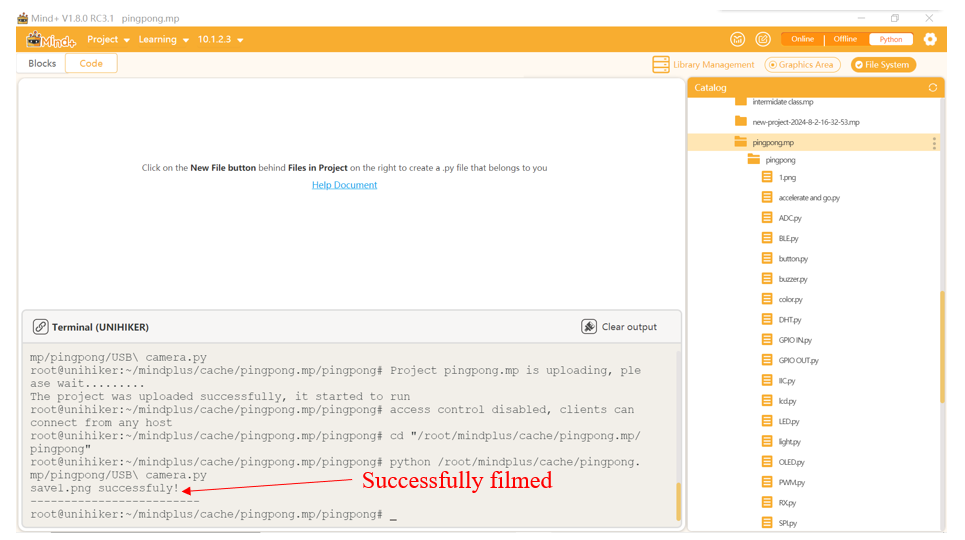 Mind+ V1.8.0 RC3.1 pingpong.mp
Mind+ Project Learning 10.1.2.3 Online Offline Python
Blocks Code Library Management Graphics Area File System
Catalog
intermidate class.mp
new-project-2024-8-2-16-32-53.mp
pingpong.mp
pingpong
1.png
accelerate and go.py
ADC.py
BLE.py
button.py
buzzer.py
color.py
DHT.py
GPIO IN.py
GPIO OUT.py
IIC.py
lcd.py
LED.py
light.py
OLED.py
PWM.py
RX.py
SPI.py
Click on the New File button behind Files in Project on the right to create a .py file that belongs to you
Help Document
Terminal (UNIHIKER) Clear output
mp/pingpong/USB\ camera.py
root@unihiker:~/mindplus/cache/pingpong.mp/pingpong# Project pingpong.mp is uploading, ple
ase wait.........
The project was uploaded successfully, it started to run
root@unihiker:~/mindplus/cache/pingpong.mp/pingpong# access control disabled, clients can
connect from any host
root@unihiker:~/mindplus/cache/pingpong.mp/pingpong# cd "/root/mindplus/cache/pingpong.mp/
pingpong"
root@unihiker:~/mindplus/cache/pingpong.mp/pingpong# python /root/mindplus/cache/pingpong.
mp/pingpong/USB\ camera.py
save1.png successfuly!
-------------------------
root@unihiker:~/mindplus/cache/pingpong.mp/pingpong# _
Successfully filmed